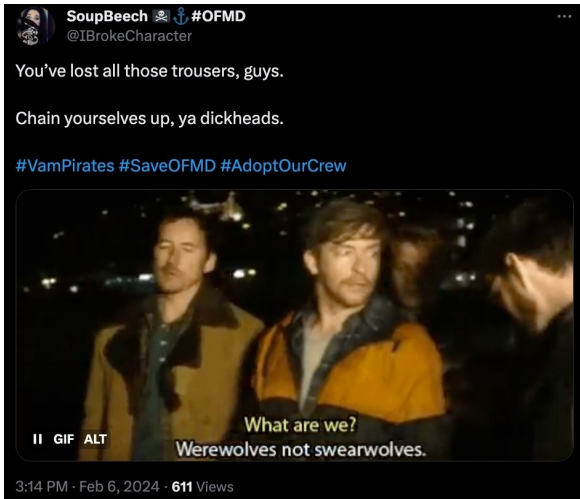 SoupBeech 🏴‍☠️⚓#OFMD
@IBrokeCharacter
You’ve lost all those trousers, guys.
Chain yourselves up, ya dickheads.
#VamPirates #SaveOFMD #AdoptOurCrew
What are we?
Werewolves not swearwolves.
GIF ALT
3:14 PM · Feb 6, 2024 · 611 Views